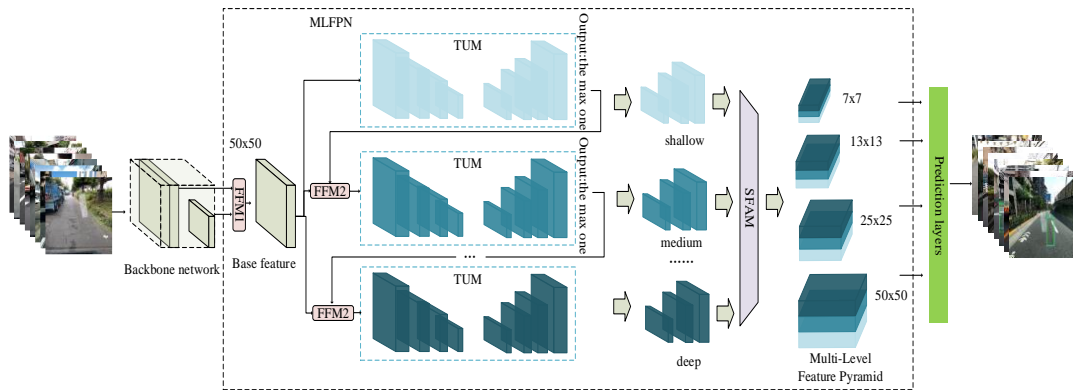 MLFPN
TUM
Output:the max one
shallow
7x7
50x50
FFM1
Backbone network
Base feature
FFM2
TUM
Output:the max one
medium
......
SFAM
13x13
25x25
Prediction layers
...
FFM2
TUM
deep
50x50
Multi-Level
Feature Pyramid